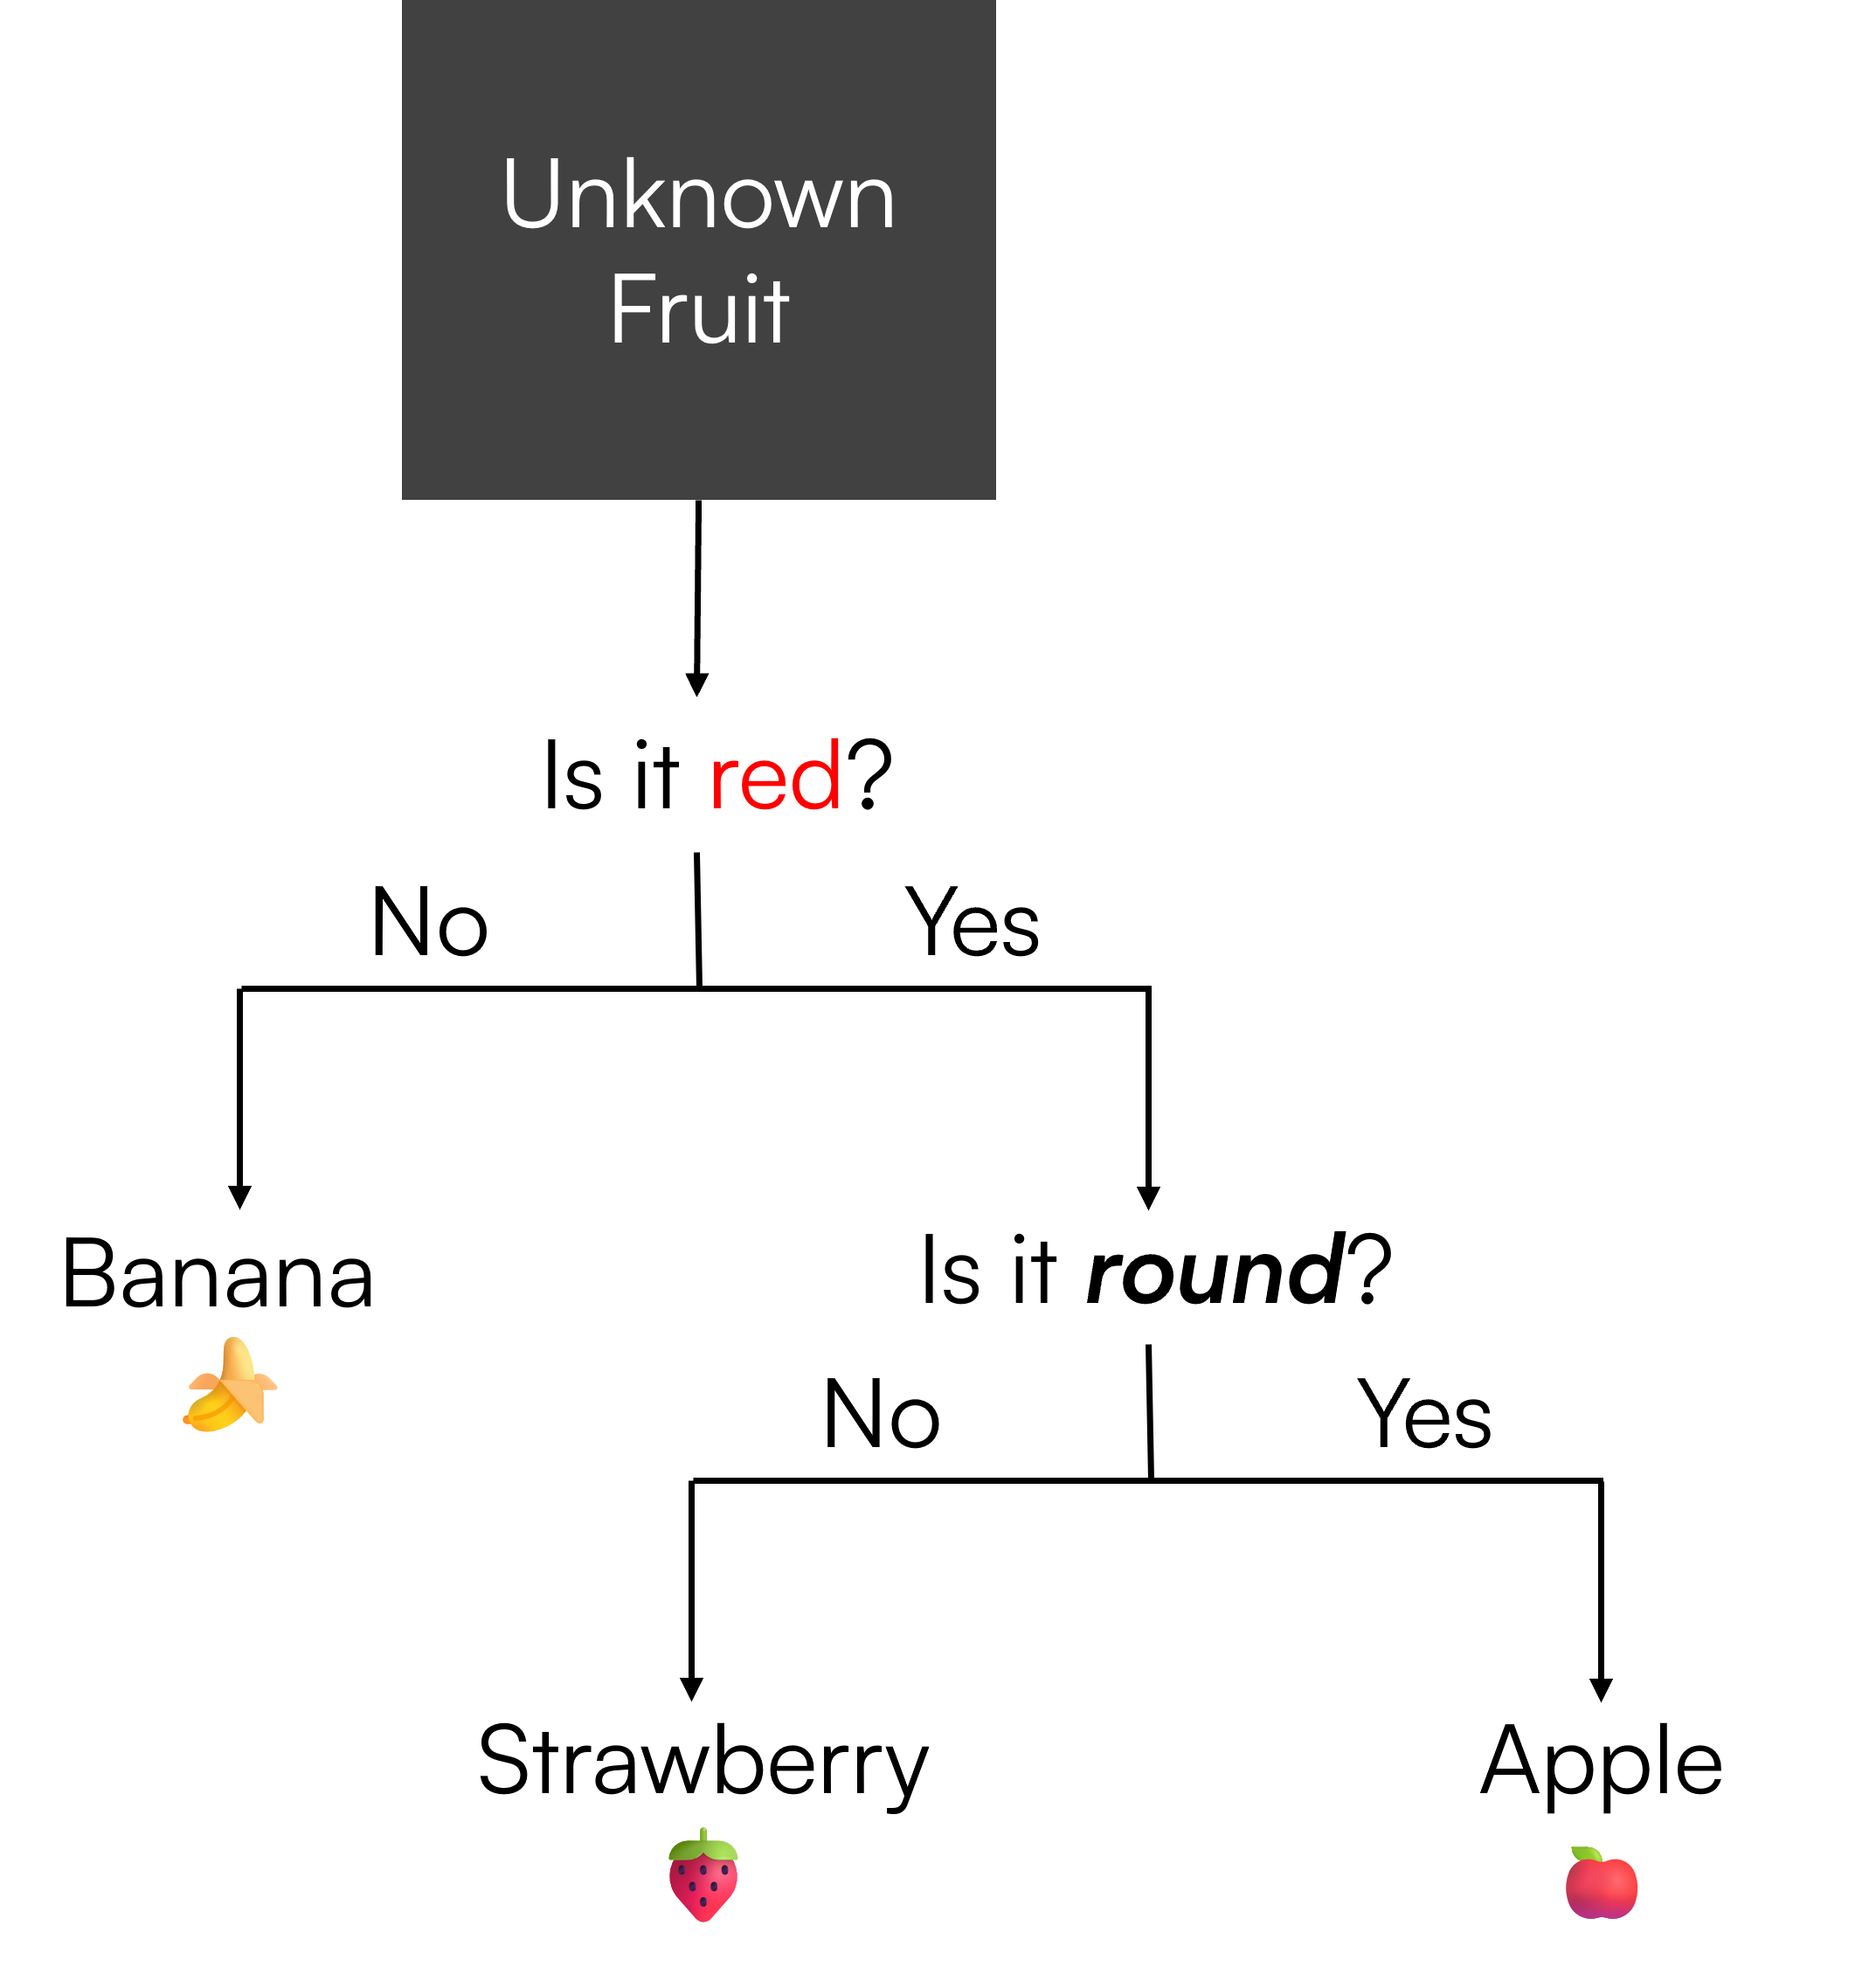 Unknown
Fruit
Is it red?
No
Yes
Banana
Is it round?
No
Yes
Strawberry
Apple